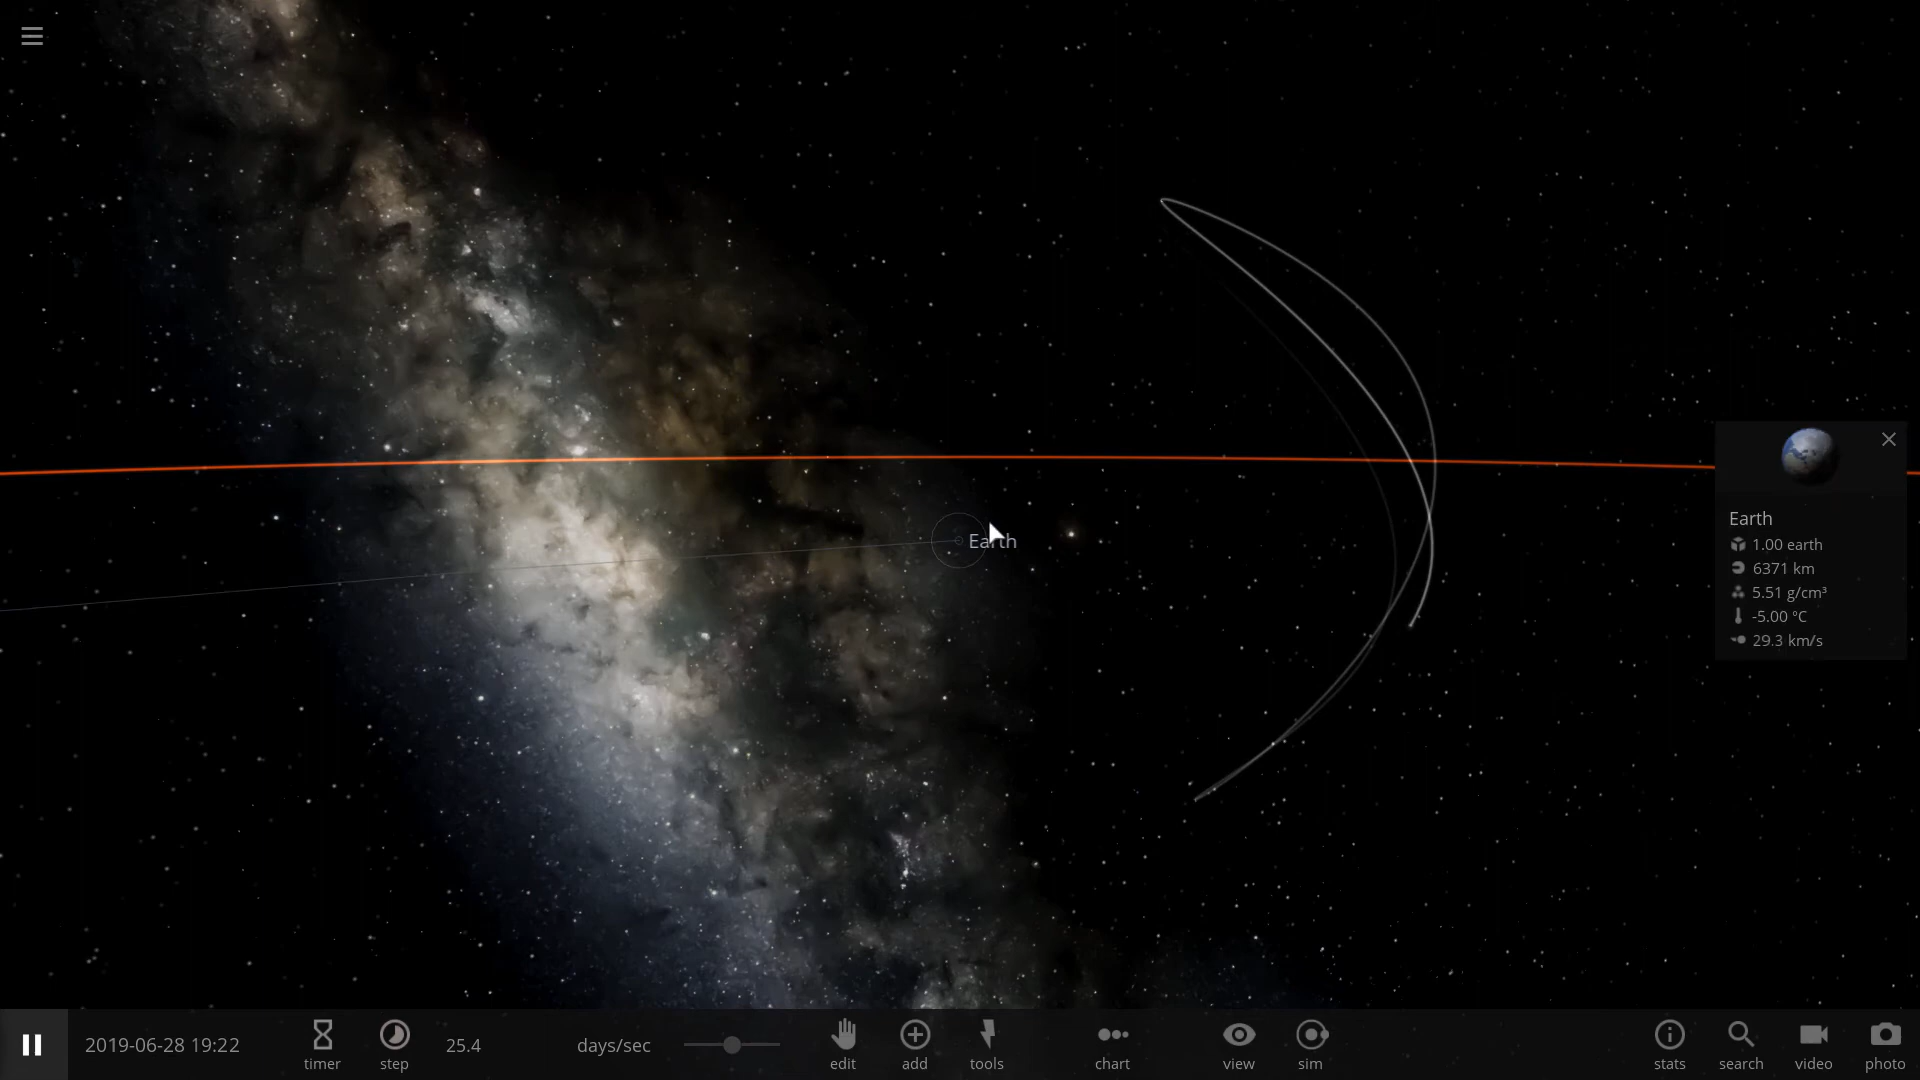 Earth
Earth
1.00 earth
6371 km
5.51 g/cm³
-5.00 °C
29.3 km/s
2019-06-28 19:22
timer
step
25.4
days/sec
edit
add
tools
chart
view
sim
stats
search
video
photo